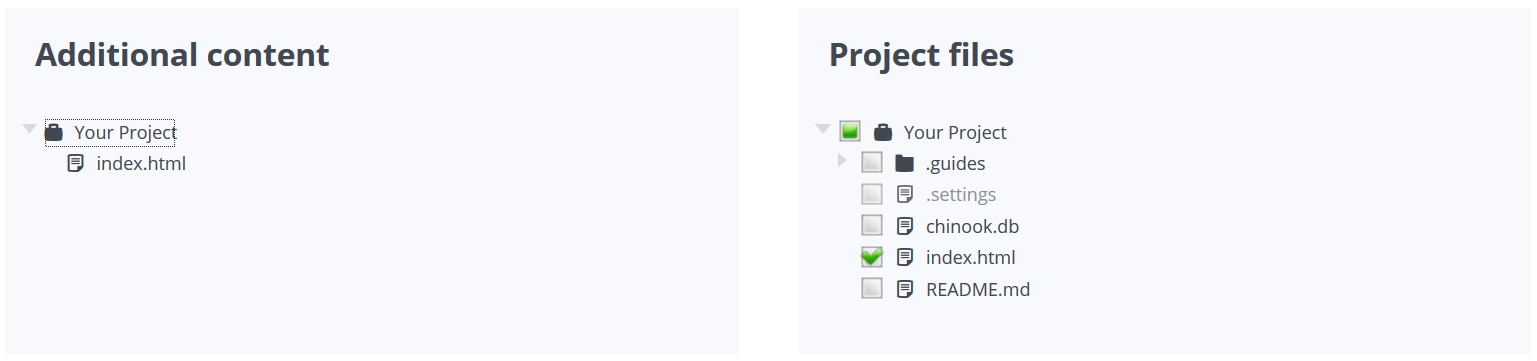 Additional content
Your Project
index.html
Project files
Your Project
.guides
.settings
chinook.db
index.html
README.md